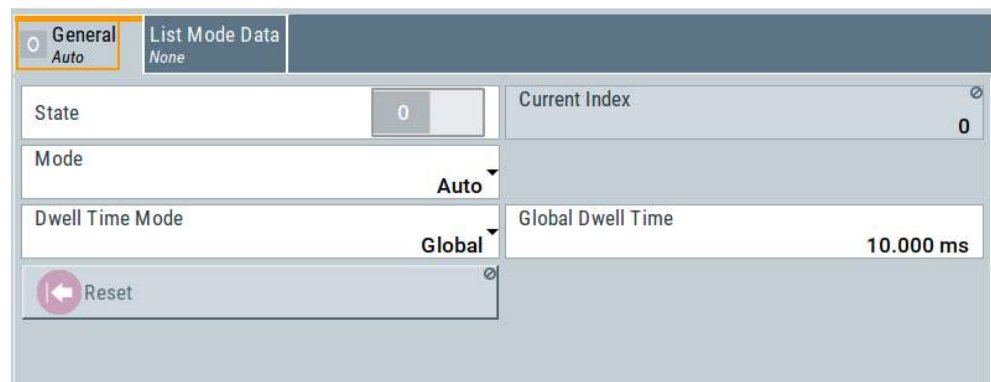 0 General
Auto
List Mode Data
None
State 0
Current Index
0
Mode
Auto
Dwell Time Mode
Global
Global Dwell Time
10.000 ms
Reset